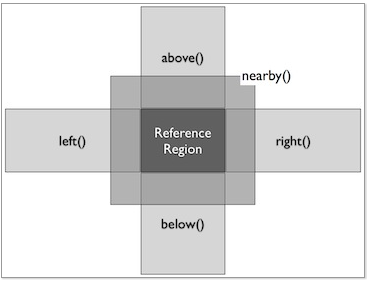 above()
nearby()
left()
Reference
Region
right()
below()